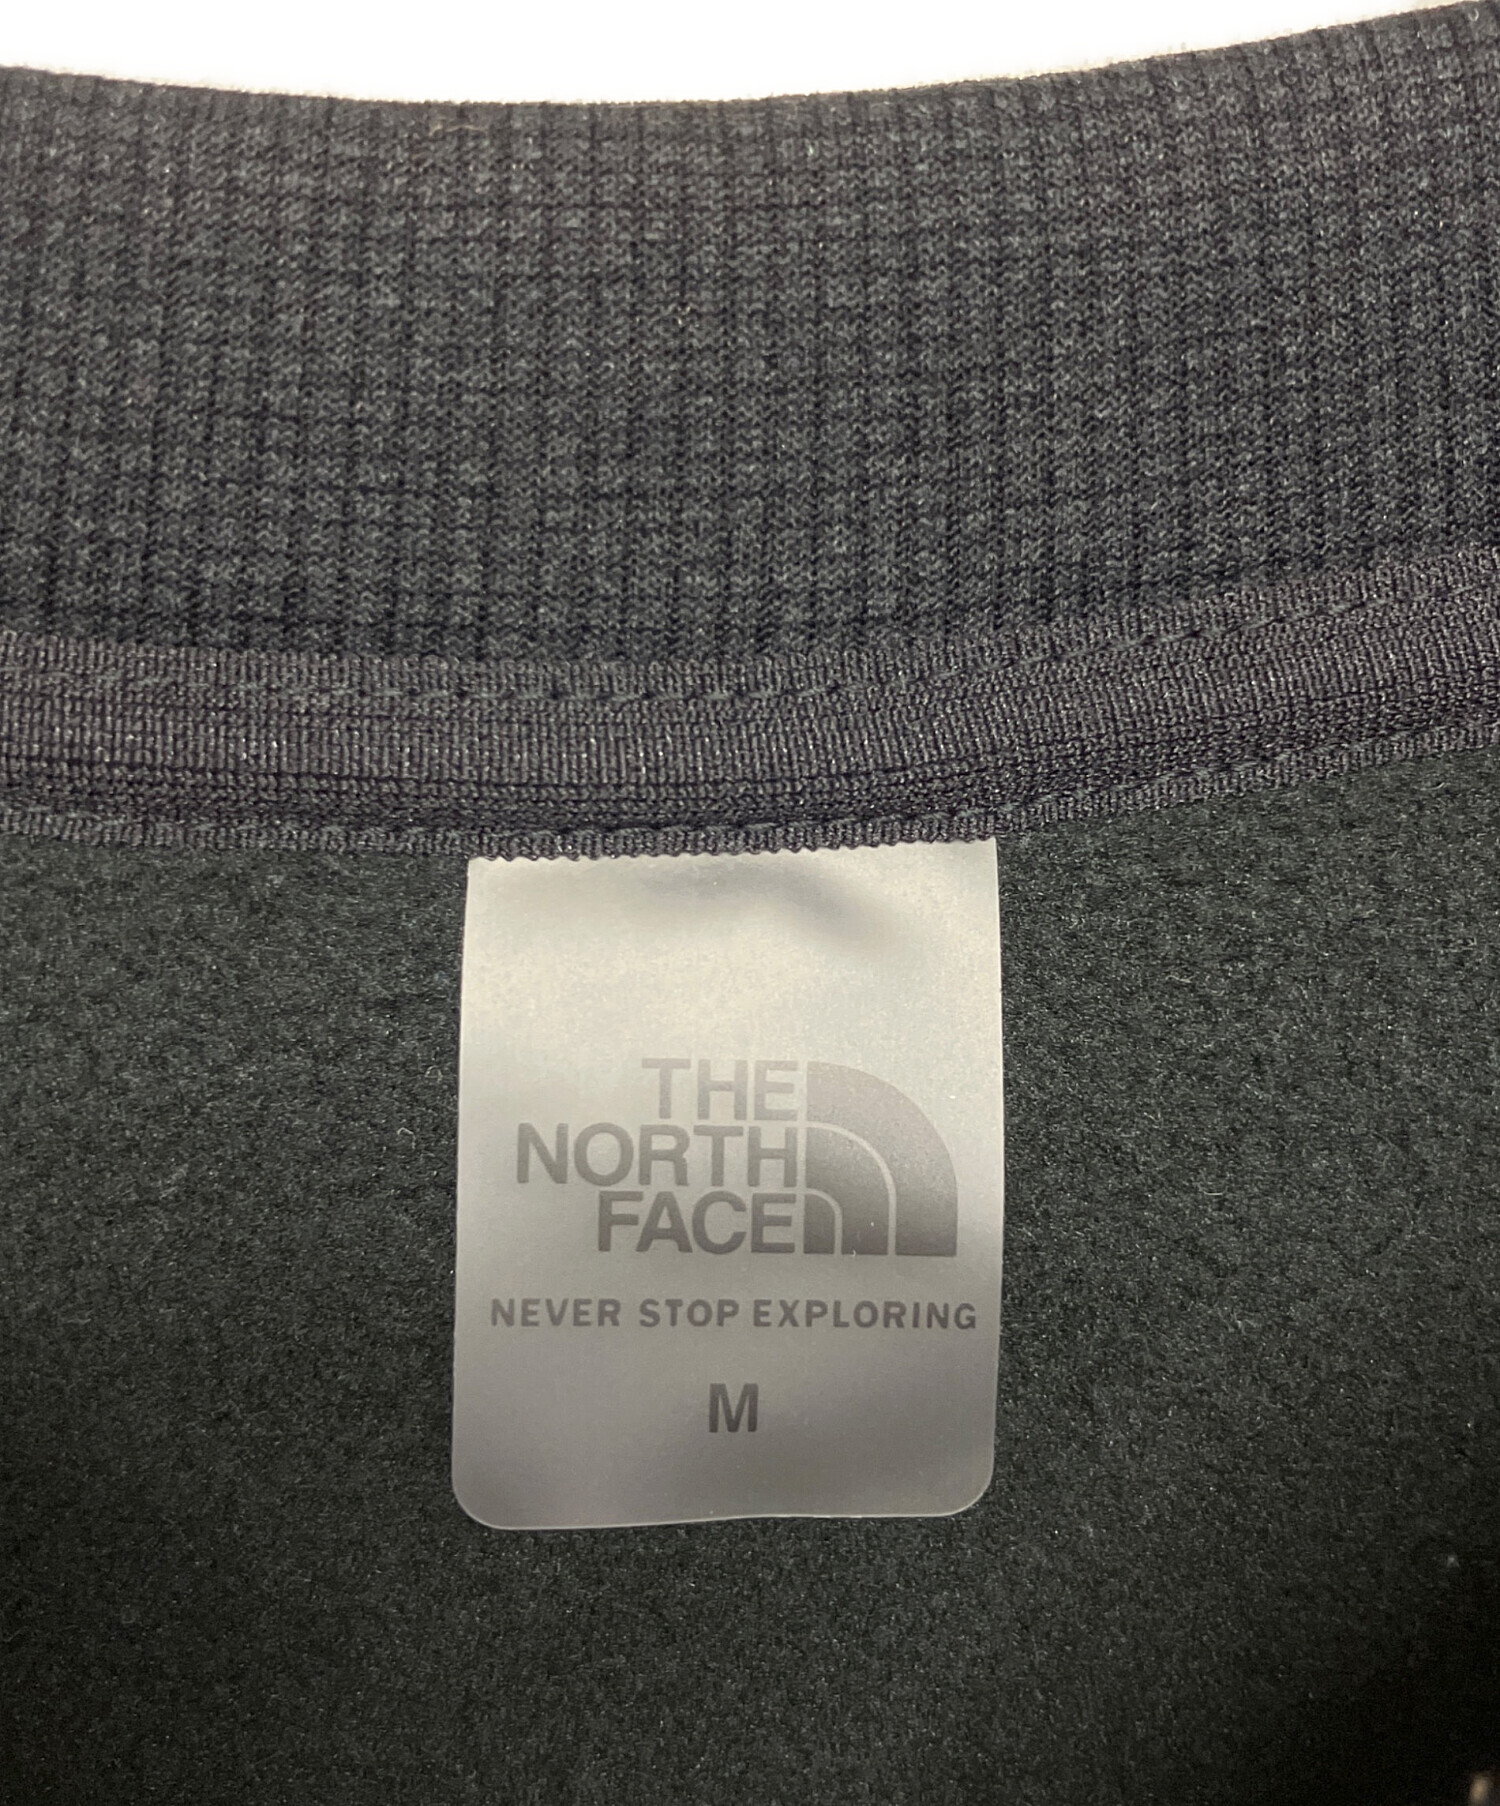 THE
NORTH
FACE
NEVER STOP EXPLORING
M